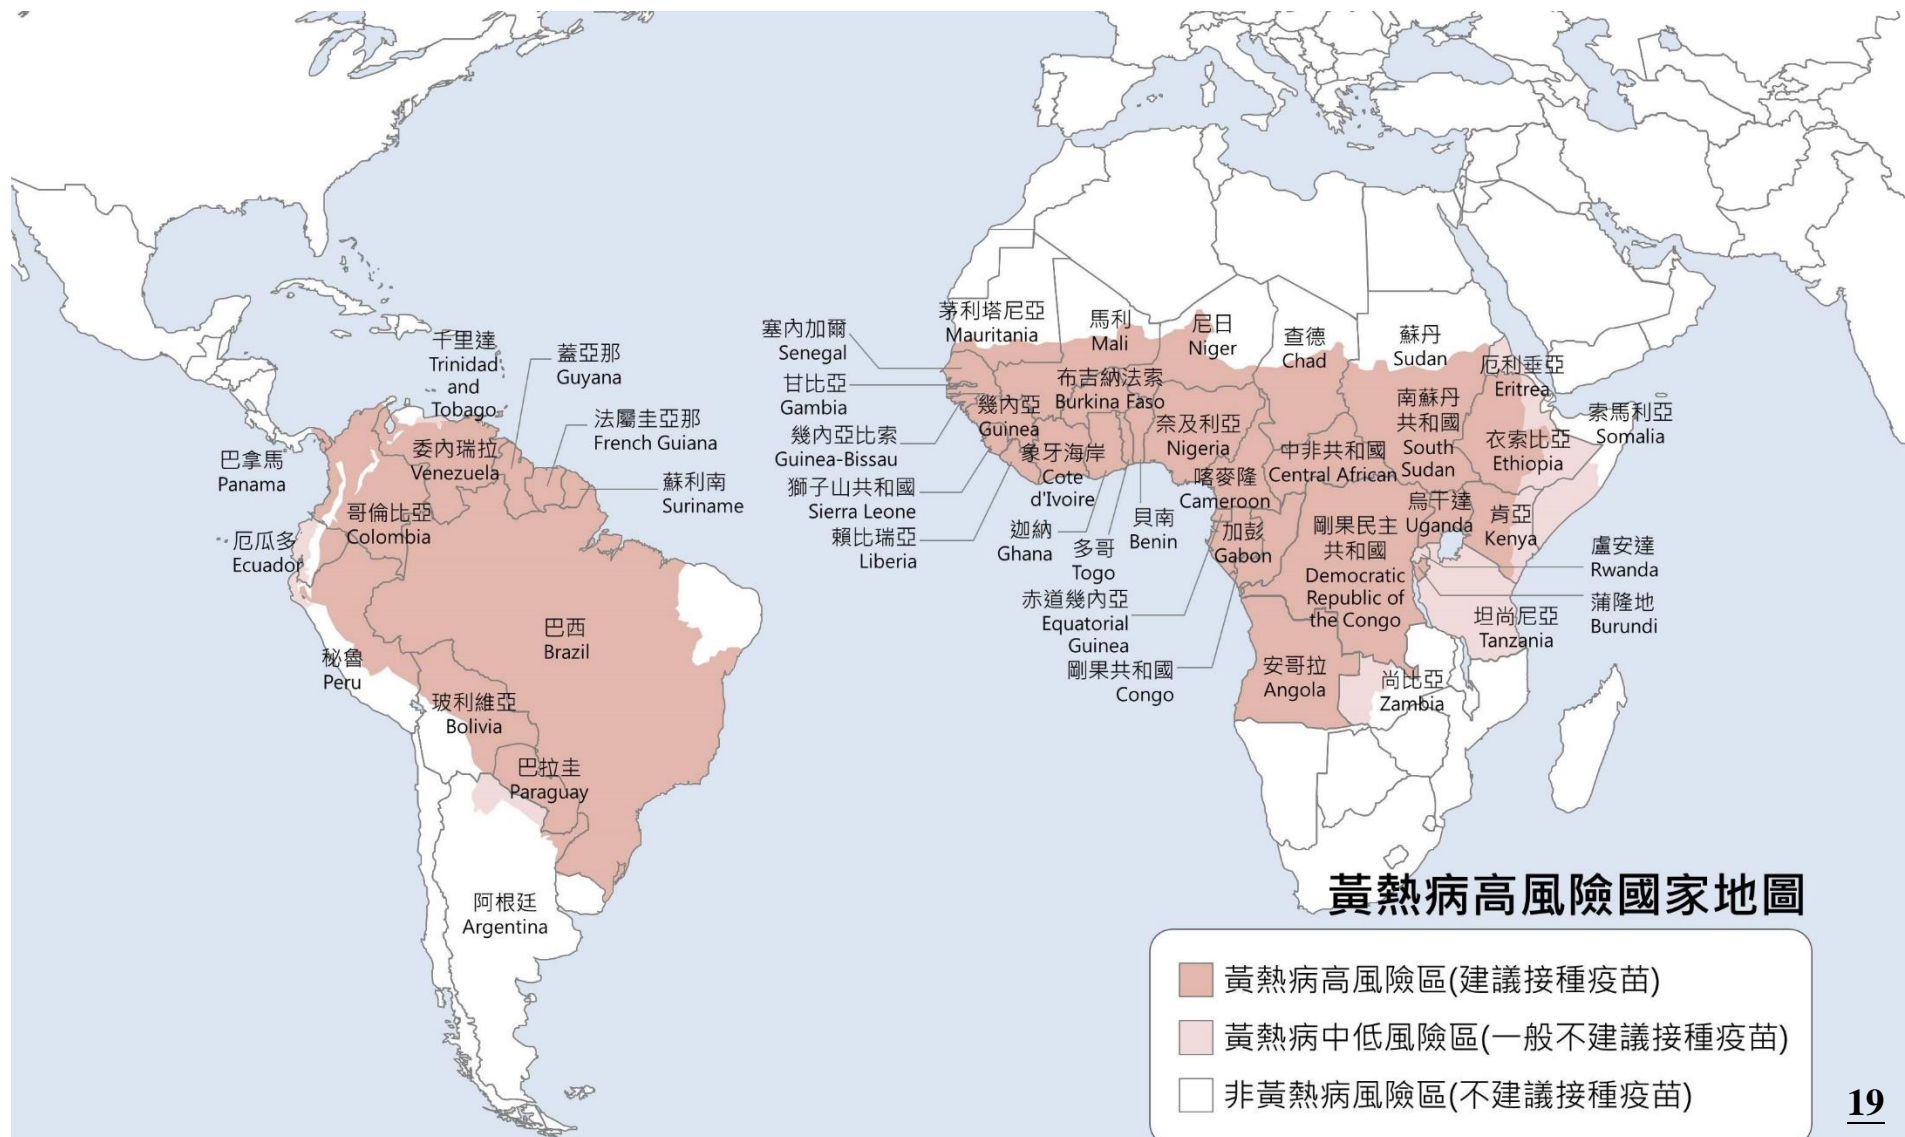 千里達
Trinidad
and
Tobago
蓋亞那
Guyana
法屬圭亞那
French Guiana
委內瑞拉
Venezuela
蘇利南
Suriname
巴拿馬
Panama
哥倫比亞
Colombia
厄瓜多
Ecuador
巴西
Brazil
秘魯
Peru
玻利維亞
Bolivia
巴拉圭
Paraguay
阿根廷
Argentina
塞內加爾
Senegal
甘比亞
Gambia
幾內亞比索
Guinea-Bissau
獅子山共和國
Sierra Leone
賴比瑞亞
Liberia
茅利塔尼亞
Mauritania
馬利
Mali
尼日
Niger
查德
Chad
蘇丹
Sudan
厄利垂亞
Eritrea
布吉納法索
Burkina Faso
幾內亞
Guinea
奈及利亞
Nigeria
南蘇丹
共和國
South
Sudan
索馬利亞
Somalia
衣索比亞
Ethiopia
象牙海岸
Cote
d'Ivoire
中非共和國
Central African
喀麥隆
Cameroon
烏干達
Uganda
肯亞
Kenya
迦納
Ghana
多哥
Togo
貝南
Benin
加彭
Gabon
剛果民主
共和國
Democratic
Republic of
the Congo
盧安達
Rwanda
蒲隆地
Burundi
赤道幾內亞
Equatorial
Guinea
坦尚尼亞
Tanzania
剛果共和國
Congo
安哥拉
Angola
尚比亞
Zambia
黃熱病高風險國家地圖
黃熱病高風險區(建議接種疫苗)
黃熱病中低風險區(一般不建議接種疫苗)
非黃熱病風險區(不建議接種疫苗)
19